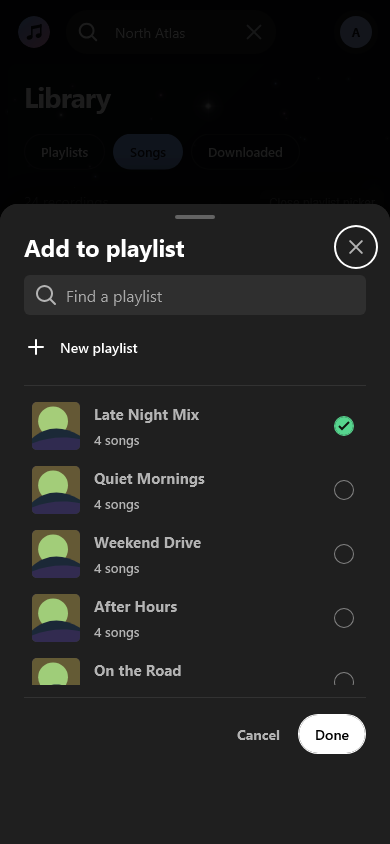 North Atlas
A
Library
Playlists
Songs
Downloaded
Add to playlist
Find a playlist
New playlist
Late Night Mix
4 songs
Quiet Mornings
4 songs
Weekend Drive
4 songs
After Hours
4 songs
On the Road
Cancel
Done